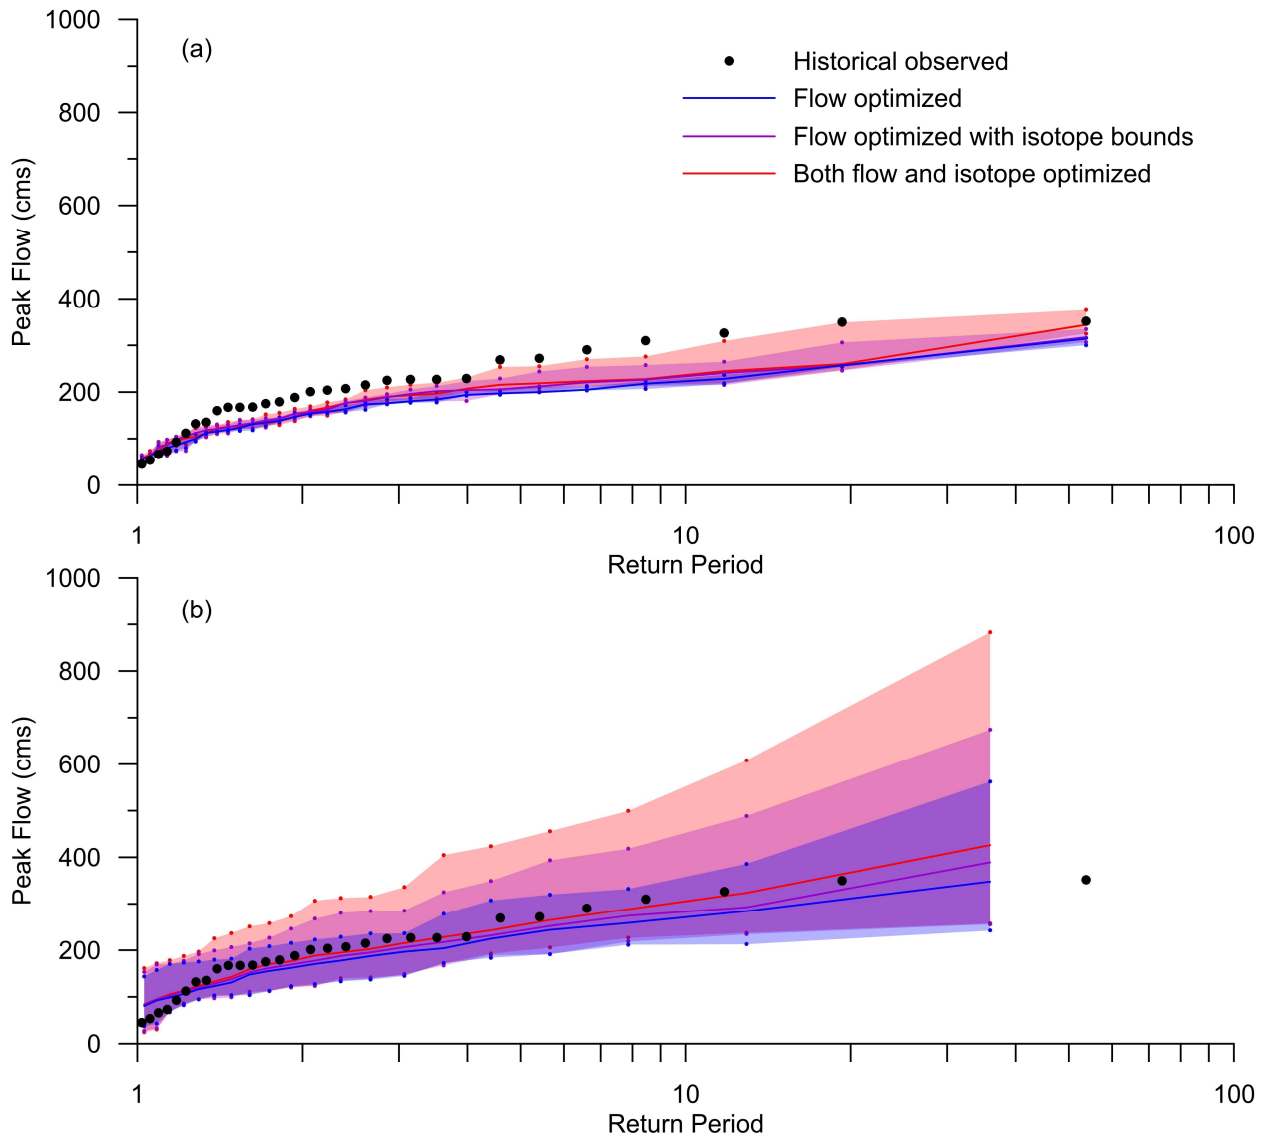 1000
(a)
Historical observed
Flow optimized
800
Flow optimized with isotope bounds
Both flow and isotope optimized
600
Peak Flow (cms)
400
200
0
1 10 100
Return Period
1000
(b)
800
600
Peak Flow (cms)
400
200
0
1 10 100
Return Period